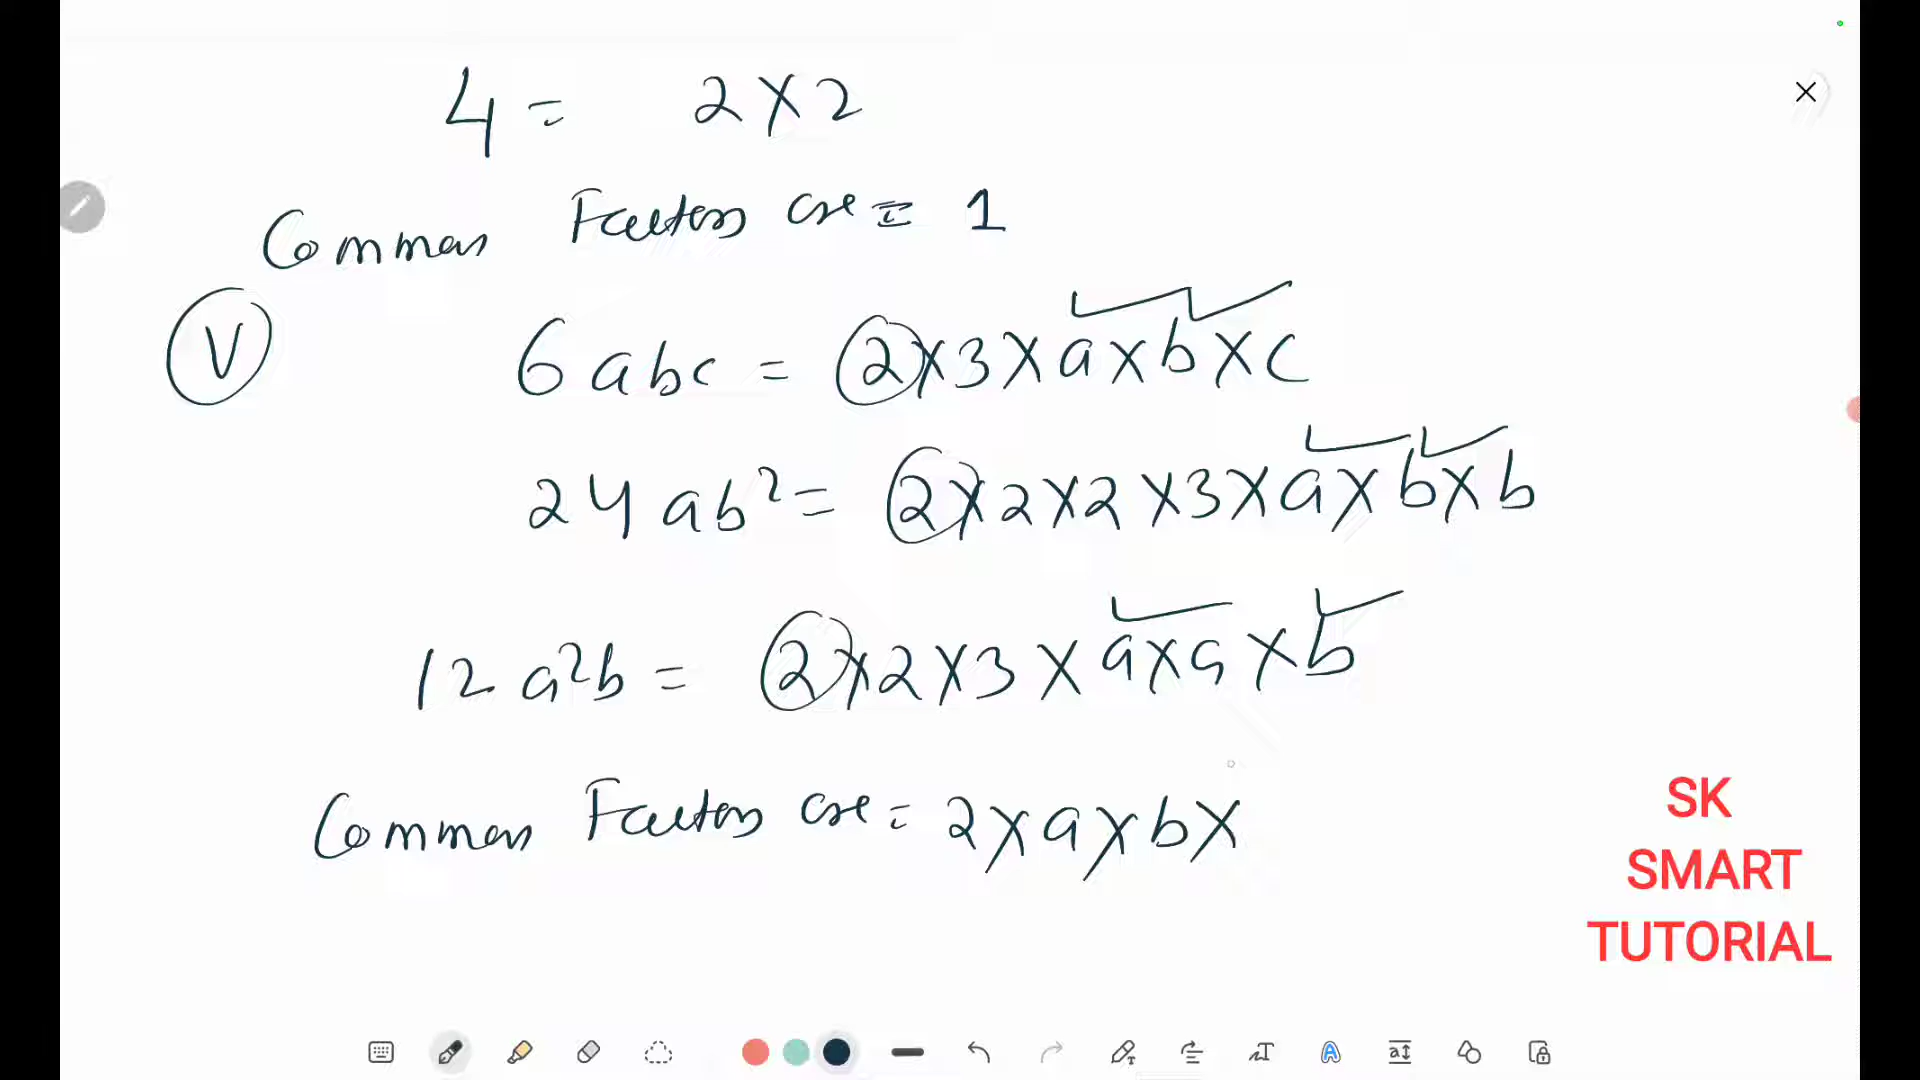 4 = 2 × 2
Common Factors are = 1
V
6abc = 2×3×a×b×c
24ab² = 2×2×2×3×a×b×b
12a²b = 2×2×3×a×a×b
Common Factors are = 2×a×b×
SK
SMART
TUTORIAL